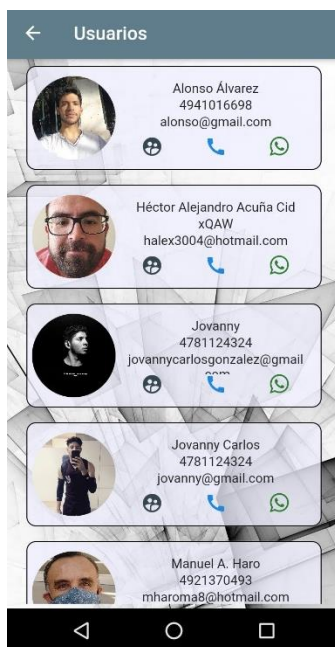 Usuarios
Alonso Álvarez
4941016698
alonso@gmail.com
Héctor Alejandro Acuña Cid
xQAW
halex3004@hotmail.com
Jovanny
4781124324
jovannycarlosgonzalez@gmail
Jovanny Carlos
4781124324
jovanny@gmail.com
Manuel A. Haro
4921370493
mharoma8@hotmail.com